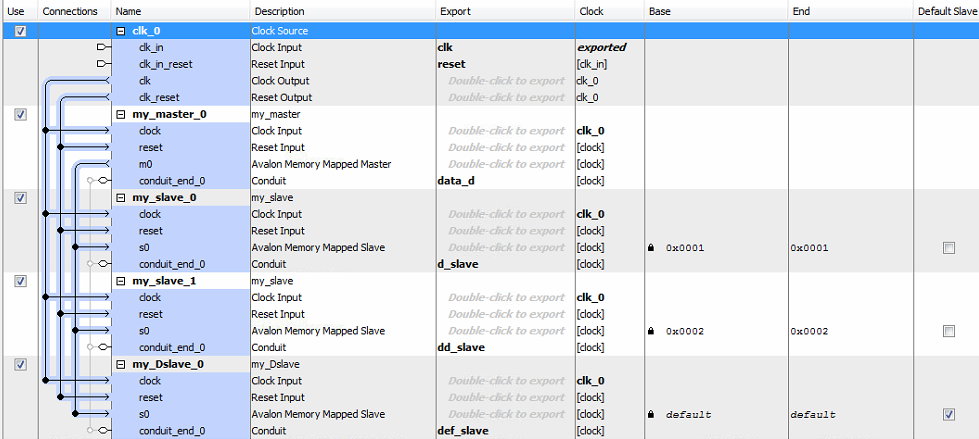 Use Connections Name Description Export Clock Base End Default Slave
clk_0 Clock Source
clk_in Clock Input clk exported
clk_in_reset Reset Input reset [clk_in]
clk Clock Output Double-click to export clk_0
clk_reset Reset Output Double-click to export clk_0
my_master_0 my_master
clock Clock Input Double-click to export clk_0
reset Reset Input Double-click to export [clock]
m0 Avalon Memory Mapped Master Double-click to export [clock]
conduit_end_0 Conduit data_d [clock]
my_slave_0 my_slave
clock Clock Input Double-click to export clk_0
reset Reset Input Double-click to export [clock]
s0 Avalon Memory Mapped Slave Double-click to export [clock] 0x0001 0x0001
conduit_end_0 Conduit d_slave [clock]
my_slave_1 my_slave
clock Clock Input Double-click to export clk_0
reset Reset Input Double-click to export [clock]
s0 Avalon Memory Mapped Slave Double-click to export [clock] 0x0002 0x0002
conduit_end_0 Conduit dd_slave [clock]
my_Dslave_0 my_Dslave
clock Clock Input Double-click to export clk_0
reset Reset Input Double-click to export [clock]
s0 Avalon Memory Mapped Slave Double-click to export [clock] default default
conduit_end_0 Conduit def_slave [clock]